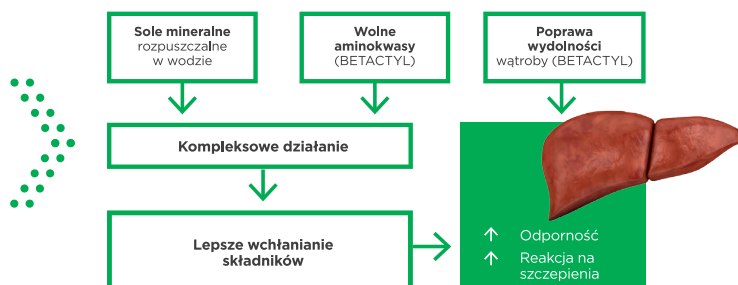 Sole mineralne
rozpuszczalne
w wodzie
Wolne
aminokwasy
(BETACTYL)
Poprawa
wydolności
wątroby (BETACTYL)
Kompleksowe działanie
Lepsze wchłanianie
składników
↑ Odporność
↑ Reakcja na
szczepienia